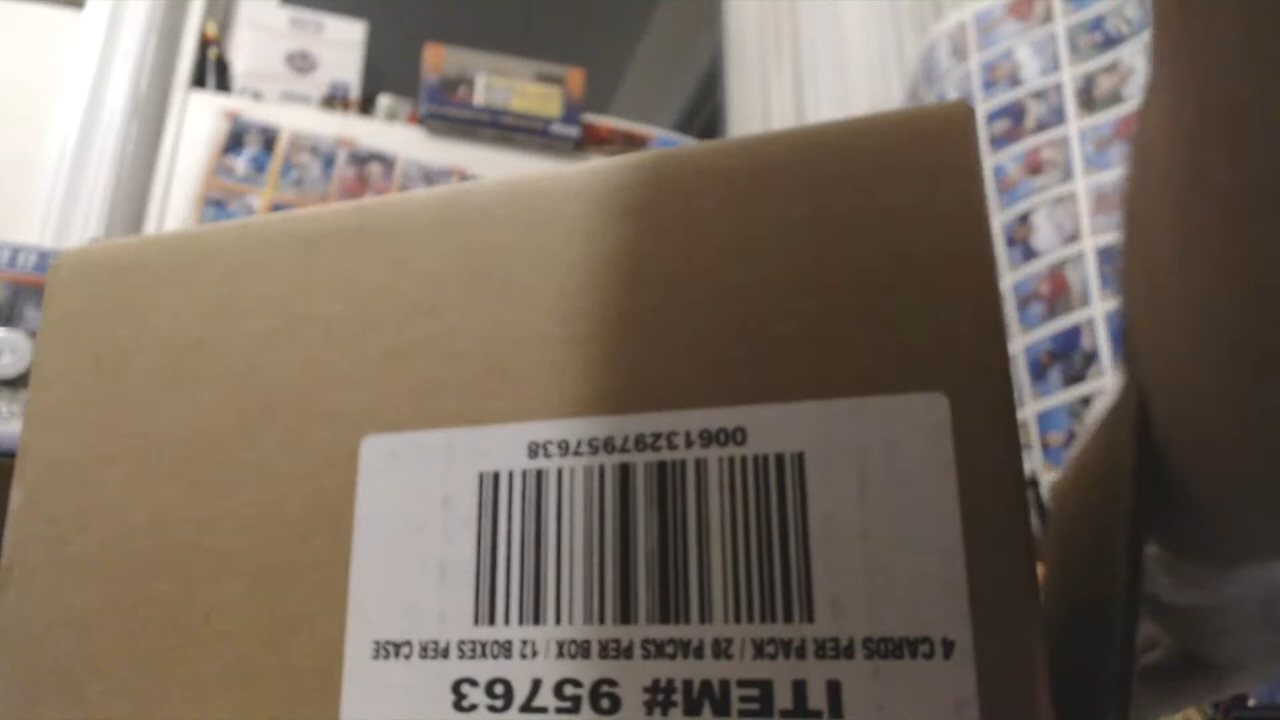 ITEM# 95763
4 CARDS PER PACK / 20 PACKS PER BOX / 12 BOXES PER CASE
00613297957638